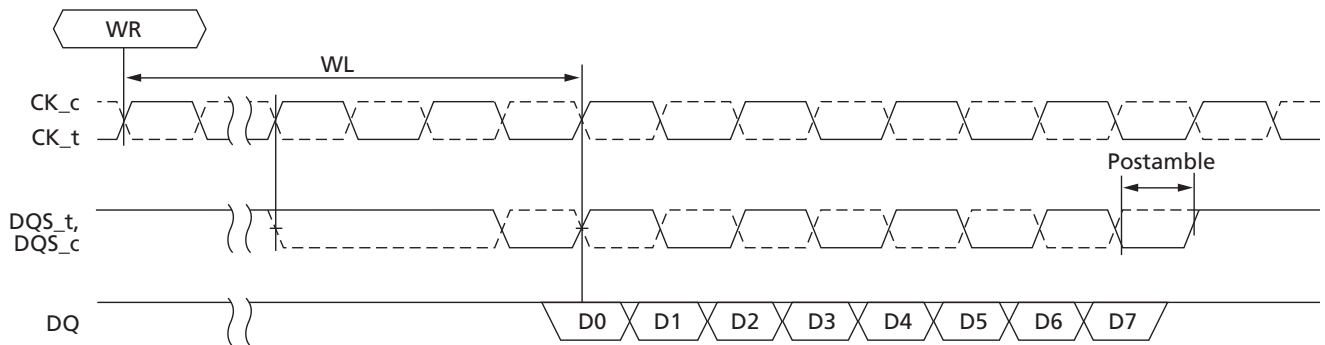 WR
WL
CK_c
CK_t
Postamble
DQS_t,
DQS_c
DQ
D0 D1 D2 D3 D4 D5 D6 D7